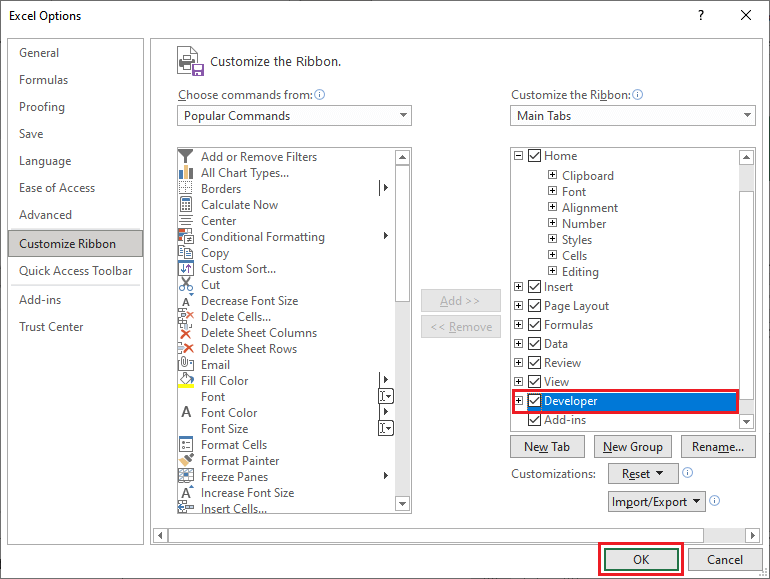 Excel Options
?
General
Formulas
Proofing
Save
Language
Ease of Access
Advanced
Customize Ribbon
Quick Access Toolbar
Add-ins
Trust Center
Customize the Ribbon.
Choose commands from:
Popular Commands
Add or Remove Filters
All Chart Types...
Borders
Calculate Now
Center
Conditional Formatting
Copy
Custom Sort...
Cut
Decrease Font Size
Delete Cells...
Delete Sheet Columns
Delete Sheet Rows
Email
Fill Color
Font
Font Color
Font Size
Format Cells
Format Painter
Freeze Panes
Increase Font Size
Insert Cells...
Add >>
<< Remove
Customize the Ribbon:
Main Tabs
Home
Clipboard
Font
Alignment
Number
Styles
Cells
Editing
Insert
Page Layout
Formulas
Data
Review
View
Developer
Add-ins
New Tab
New Group
Rename...
Customizations:
Reset
Import/Export
OK
Cancel